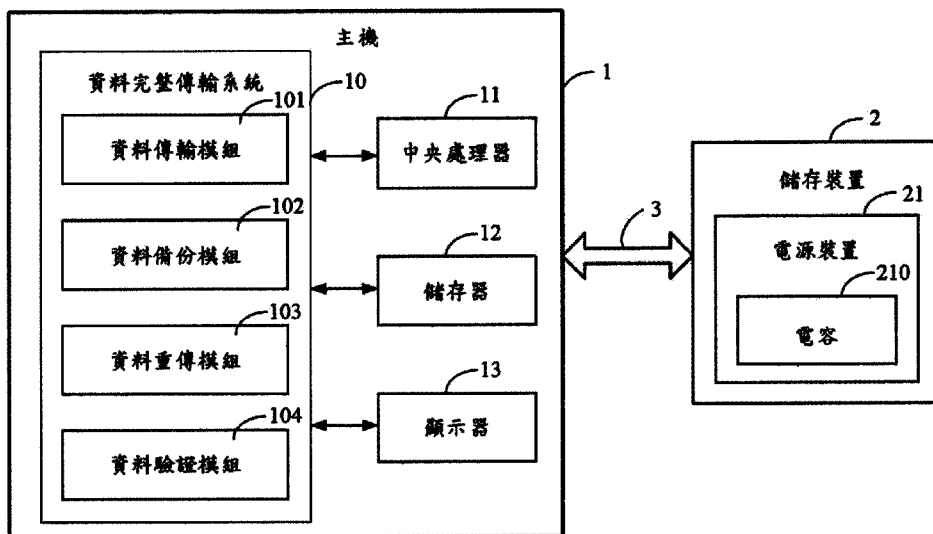 主機
1
資料完整傳輸系統
10
101
資料傳輸模組
102
資料備份模組
103
資料重傳模組
104
資料驗證模組
11
中央處理器
12
儲存器
13
顯示器
3
2
儲存裝置
21
電源裝置
210
電容